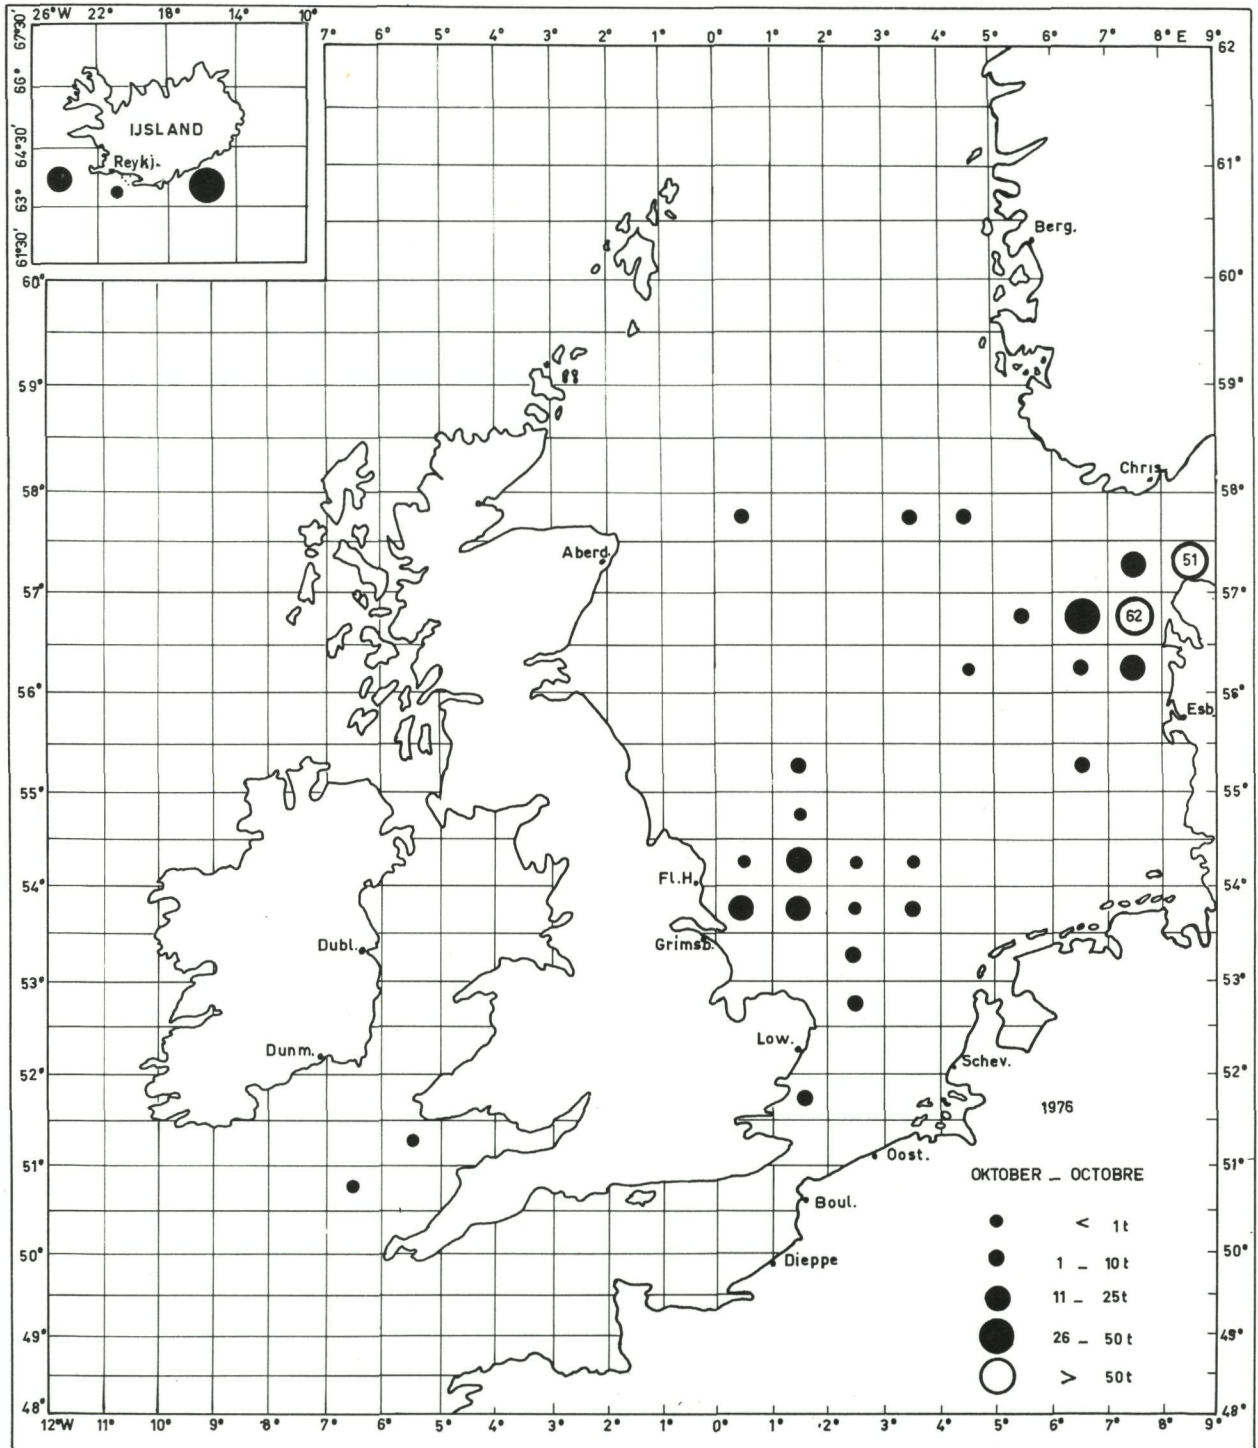 26°W 22° 18° 14° 10°
7° 6° 5° 4° 3° 2° 1° 0° 1° 2° 3° 4° 5° 6° 7° 8° E 9°
67°30'
66°
64°30'
63°
61°30'
IJSLAND
Reykj.
62
61°
60°
59°
58°
57°
56°
55°
54°
53°
52°
51°
50°
49°
48°
60°
59°
58°
57°
56°
55°
54°
53°
52°
51°
50°
49°
48°
Berg.
Chris.
Aberd.
51
62
Esb.
Fl.H.
Grimsb.
Dubl.
Dunm.
Low.
Schev.
1976
Oost.
Boul.
Dieppe
OKTOBER _ OCTOBRE
< 1t
1 _ 10t
11 _ 25t
26 _ 50t
> 50t
12°W 11° 10° 9° 8° 7° 6° 5° 4° 3° 2° 1° 0° 1° 2° 3° 4° 5° 6° 7° 8° 9°